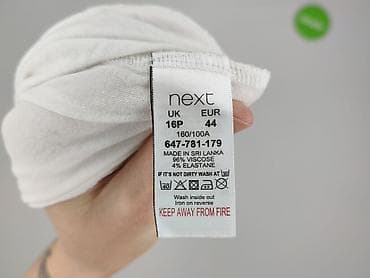 next
UK EUR
16P 44
160/100A
647-781-179
MADE IN SRI LANKA
96% VISCOSE
4% ELASTANE
IF IT'S NOT DIRTY WASH AT
Wash inside out
Iron on reverse
KEEP AWAY FROM FIRE